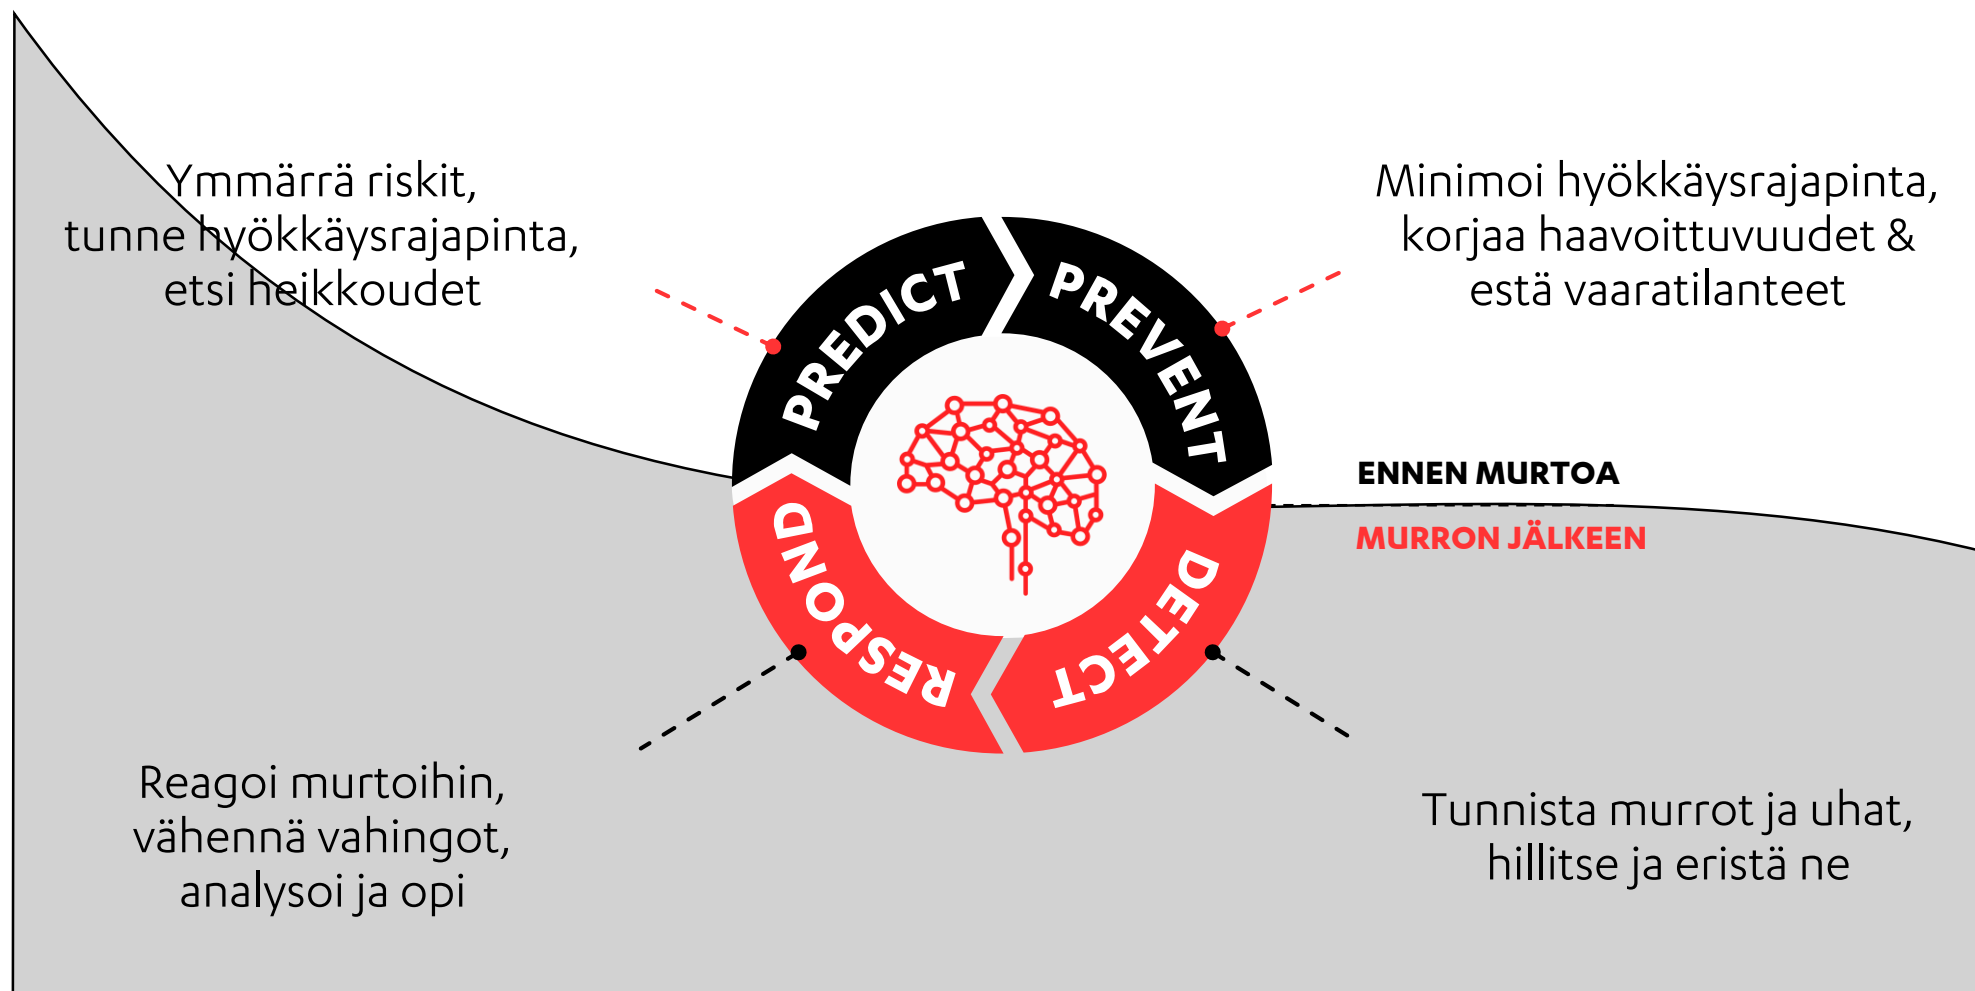 Ymmärrä riskit,
tunne hyökkäysrajapinta,
etsi heikkoudet
Minimoi hyökkäysrajapinta,
korjaa haavoittuvuudet &
estä vaaratilanteet
PREDICT
PREVENT
ENNEN MURTOA
MURRON JÄLKEEN
RESPOND
DETECT
Reagoi murtoihin,
vähennä vahingot,
analysoi ja opi
Tunnista murrot ja uhat,
hillitse ja eristä ne